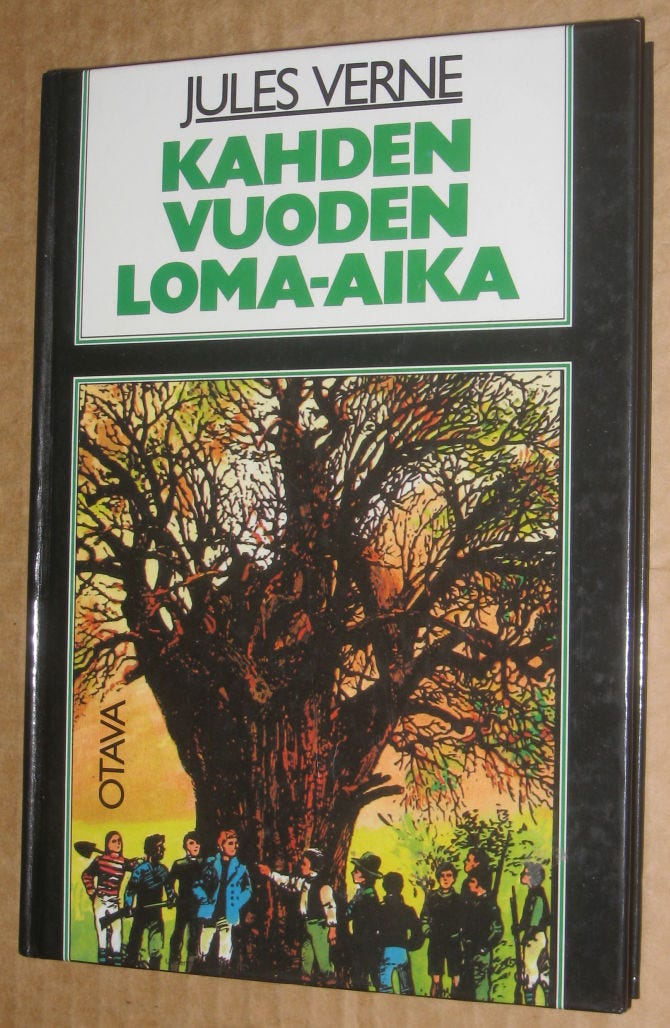 JULES VERNE
KAHDEN
VUODEN
LOMA-AIKA
OTAVA